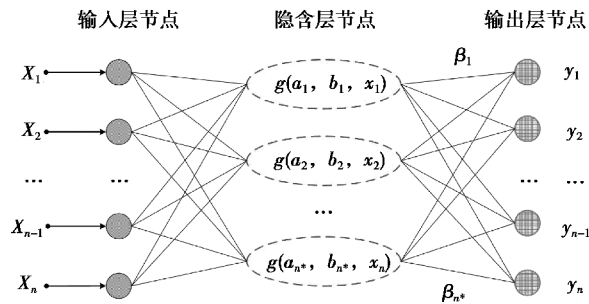 输入层节点 隐含层节点 输出层节点
β₁
X₁ g(a₁, b₁, x₁) y₁
X₂ g(a₂, b₂, x₂) y₂
... ... ... ... ...
Xₙ₋₁ yₙ₋₁
Xₙ g(aₙ*, bₙ*, xₙ) yₙ
βₙ*